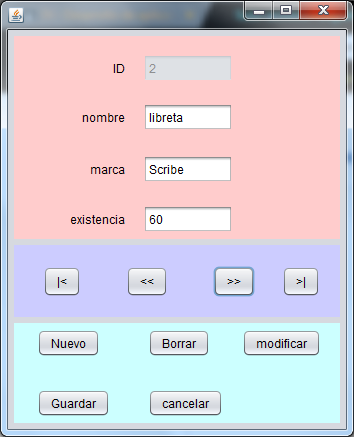 ID 2
nombre libreta
marca Scribe
existencia 60
|< << >> >|
Nuevo Borrar modificar
Guardar cancelar